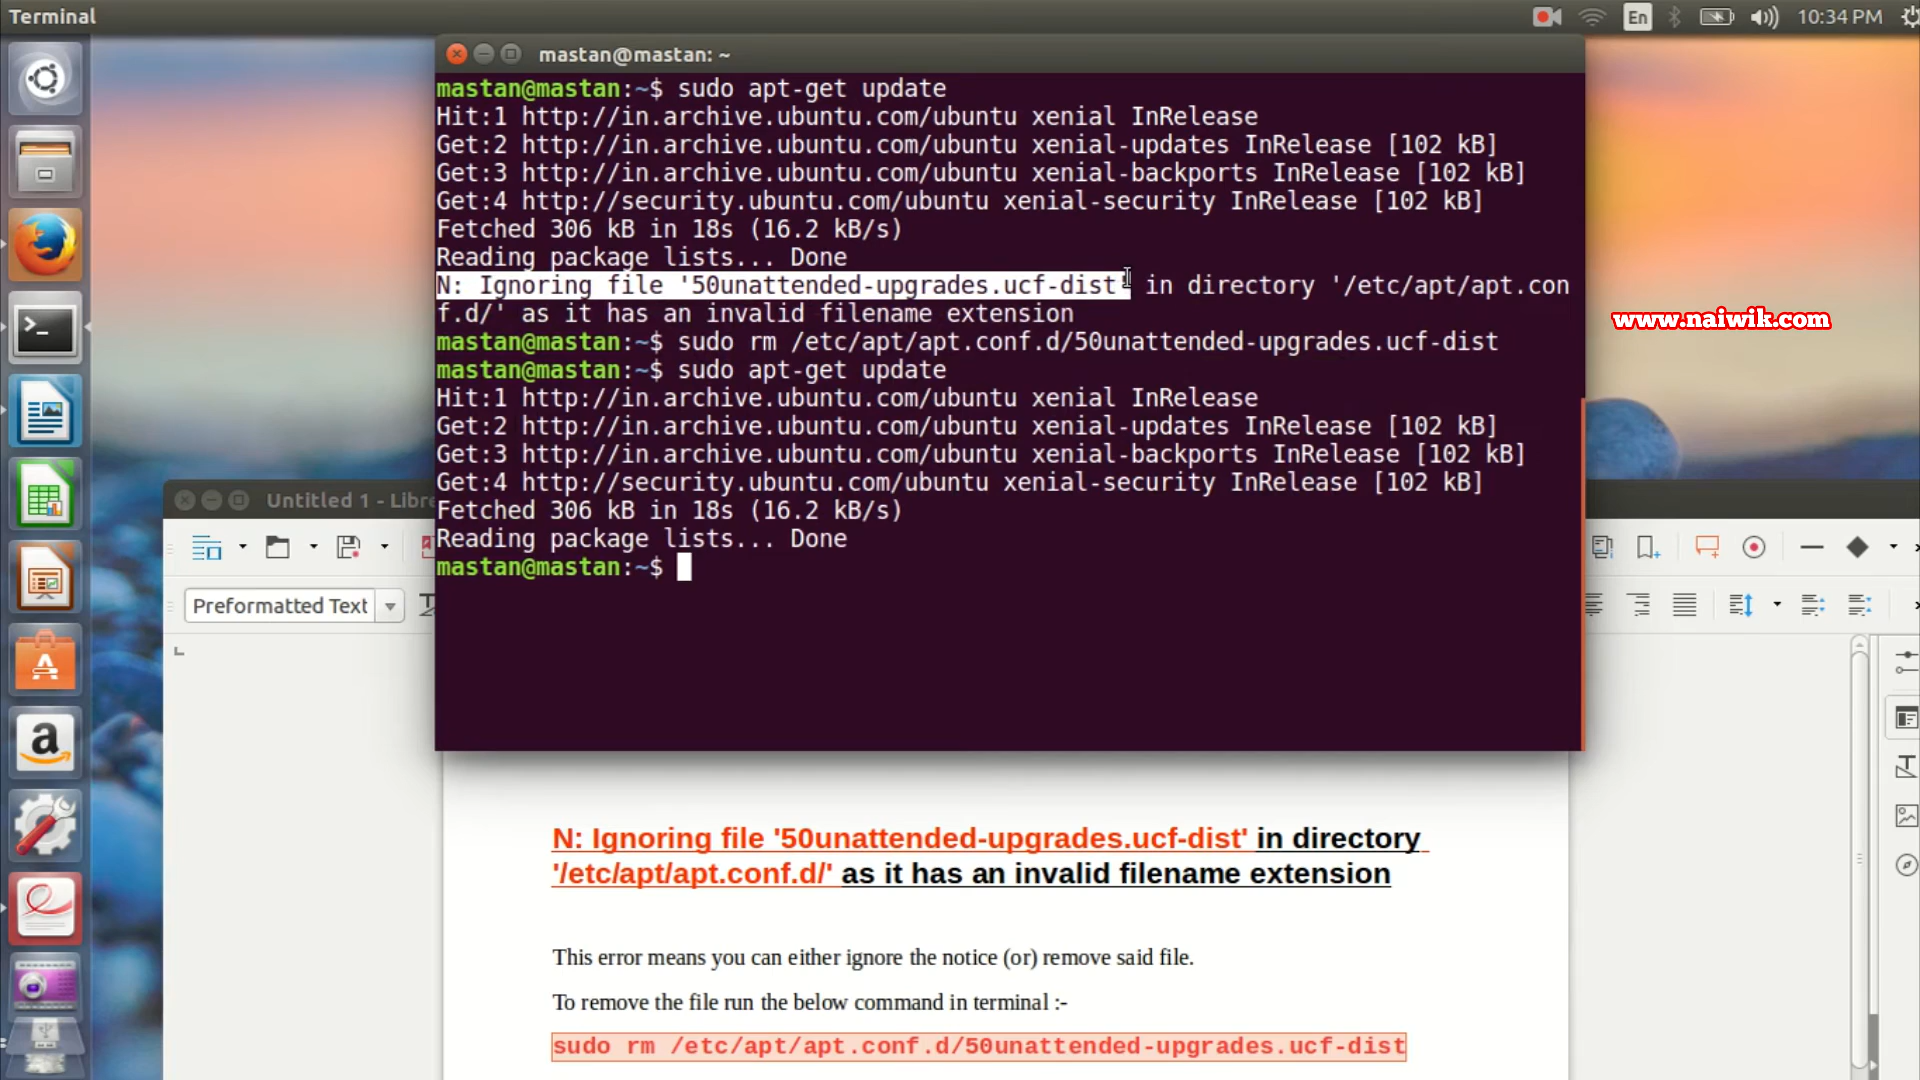 Terminal
En
10:34 PM
mastan@mastan: ~
mastan@mastan:~$ sudo apt-get update
Hit:1 http://in.archive.ubuntu.com/ubuntu xenial InRelease
Get:2 http://in.archive.ubuntu.com/ubuntu xenial-updates InRelease [102 kB]
Get:3 http://in.archive.ubuntu.com/ubuntu xenial-backports InRelease [102 kB]
Get:4 http://security.ubuntu.com/ubuntu xenial-security InRelease [102 kB]
Fetched 306 kB in 18s (16.2 kB/s)
Reading package lists... Done
N: Ignoring file '50unattended-upgrades.ucf-dist' in directory '/etc/apt/apt.con
f.d/' as it has an invalid filename extension
mastan@mastan:~$ sudo rm /etc/apt/apt.conf.d/50unattended-upgrades.ucf-dist
mastan@mastan:~$ sudo apt-get update
Hit:1 http://in.archive.ubuntu.com/ubuntu xenial InRelease
Get:2 http://in.archive.ubuntu.com/ubuntu xenial-updates InRelease [102 kB]
Get:3 http://in.archive.ubuntu.com/ubuntu xenial-backports InRelease [102 kB]
Get:4 http://security.ubuntu.com/ubuntu xenial-security InRelease [102 kB]
Fetched 306 kB in 18s (16.2 kB/s)
Reading package lists... Done
mastan@mastan:~$
www.naiwik.com
Untitled 1 - Libre
Preformatted Text
N: Ignoring file '50unattended-upgrades.ucf-dist' in directory
'/etc/apt/apt.conf.d/' as it has an invalid filename extension
This error means you can either ignore the notice (or) remove said file.
To remove the file run the below command in terminal :-
sudo rm /etc/apt/apt.conf.d/50unattended-upgrades.ucf-dist